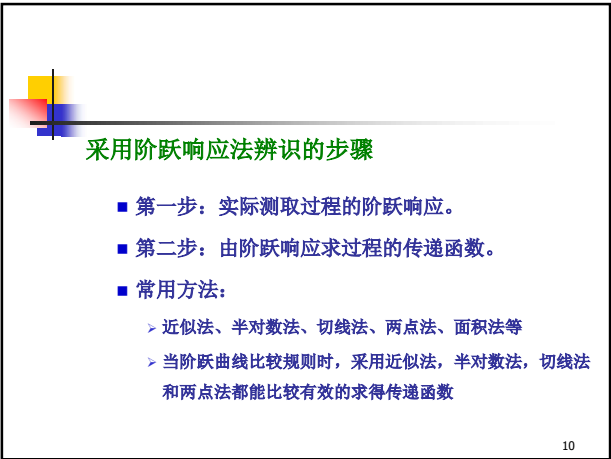 采用阶跃响应法辨识的步骤
第一步：实际测取过程的阶跃响应。
第二步：由阶跃响应求过程的传递函数。
常用方法：
近似法、半对数法、切线法、两点法、面积法等
当阶跃曲线比较规则时，采用近似法，半对数法，切线法
和两点法都能比较有效的求得传递函数
10